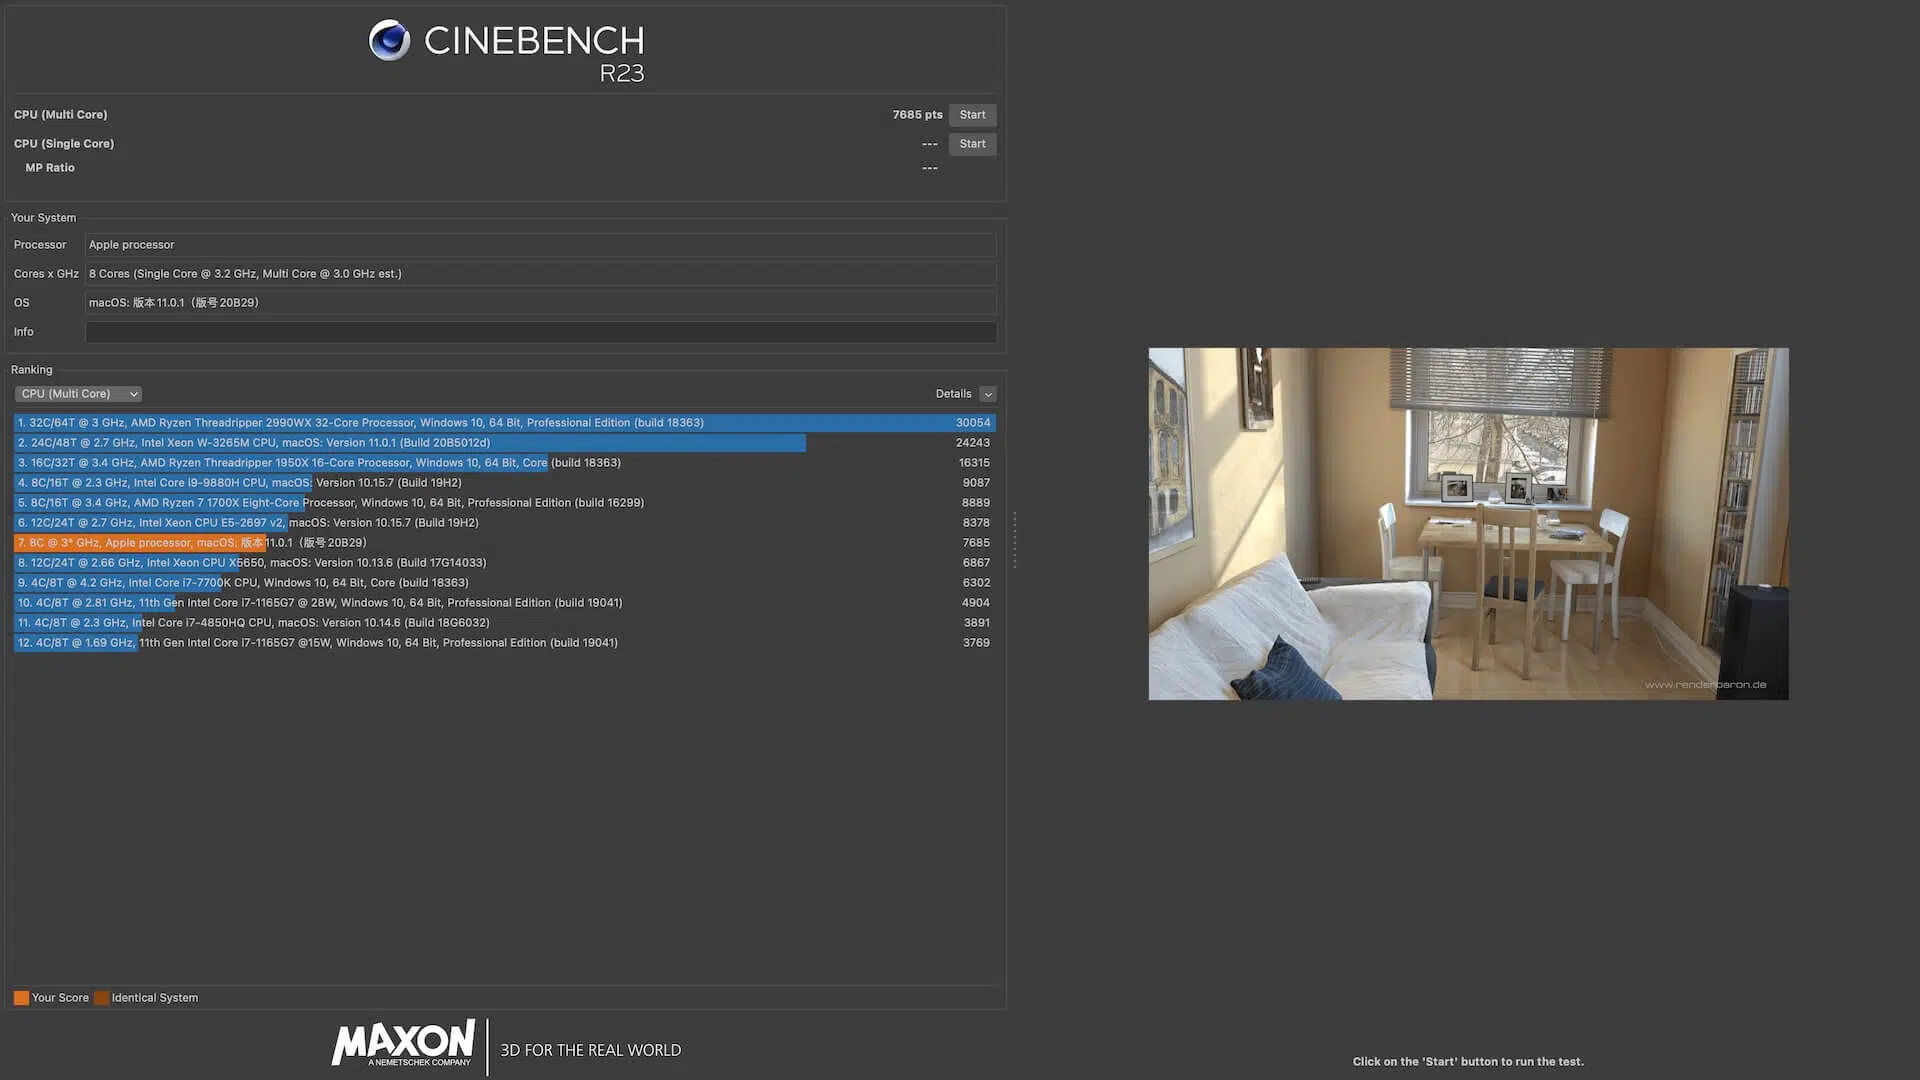 CINEBENCH
R23
CPU (Multi Core) 7685 pts Start
CPU (Single Core) --- Start
MP Ratio ---
Your System
Processor Apple processor
Cores x GHz 8 Cores (Single Core @ 3.2 GHz, Multi Core @ 3.0 GHz est.)
OS macOS: 版本11.0.1（版号20B29）
Info
Ranking
CPU (Multi Core) Details
1. 32C/64T @ 3 GHz, AMD Ryzen Threadripper 2990WX 32-Core Processor, Windows 10, 64 Bit, Professional Edition (build 18363) 30054
2. 24C/48T @ 2.7 GHz, Intel Xeon W-3265M CPU, macOS: Version 11.0.1 (Build 20B5012d) 24243
3. 16C/32T @ 3.4 GHz, AMD Ryzen Threadripper 1950X 16-Core Processor, Windows 10, 64 Bit, Core (build 18363) 16315
4. 8C/16T @ 2.3 GHz, Intel Core i9-9880H CPU, macOS: Version 10.15.7 (Build 19H2) 9087
5. 8C/16T @ 3.4 GHz, AMD Ryzen 7 1700X Eight-Core Processor, Windows 10, 64 Bit, Professional Edition (build 16299) 8889
6. 12C/24T @ 2.7 GHz, Intel Xeon CPU E5-2697 v2, macOS: Version 10.15.7 (Build 19H2) 8378
7. 8C @ 3* GHz, Apple processor, macOS: 版本11.0.1（版号20B29） 7685
8. 12C/24T @ 2.66 GHz, Intel Xeon CPU X5650, macOS: Version 10.13.6 (Build 17G14033) 6867
9. 4C/8T @ 4.2 GHz, Intel Core i7-7700K CPU, Windows 10, 64 Bit, Core (build 18363) 6302
10. 4C/8T @ 2.81 GHz, 11th Gen Intel Core i7-1165G7 @ 28W, Windows 10, 64 Bit, Professional Edition (build 19041) 4904
11. 4C/8T @ 2.3 GHz, Intel Core i7-4850HQ CPU, macOS: Version 10.14.6 (Build 18G6032) 3891
12. 4C/8T @ 1.69 GHz, 11th Gen Intel Core i7-1165G7 @15W, Windows 10, 64 Bit, Professional Edition (build 19041) 3769
Your Score Identical System
MAXON
A NEMETSCHEK COMPANY
3D FOR THE REAL WORLD
www.renderbaron.de
Click on the 'Start' button to run the test.